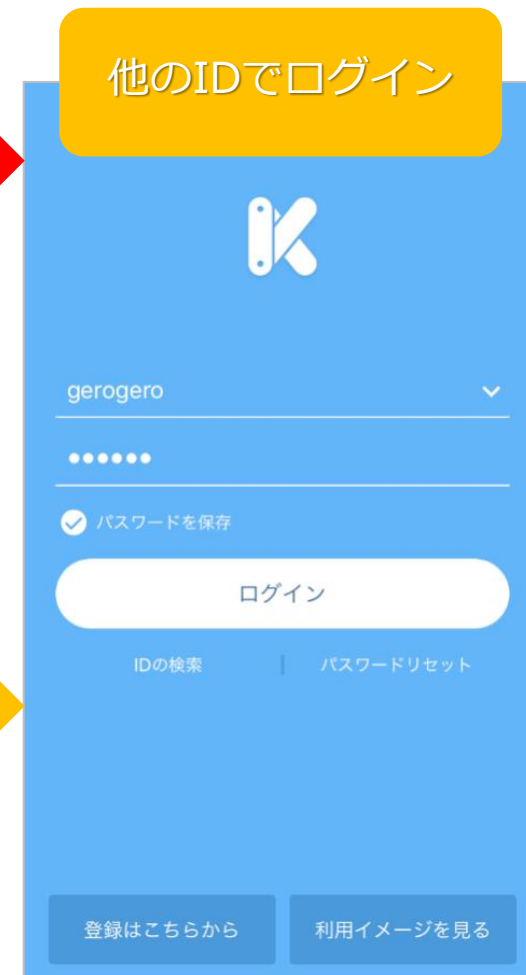 他のIDでログイン
K
gerogero
••••••
パスワードを保存
ログイン
IDの検索 | パスワードリセット
登録はこちらから 利用イメージを見る